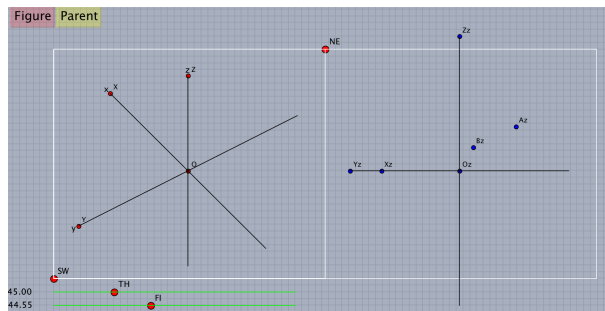 Figure Parent
NE
Zz
z Z
x X
Az
Bz
O
Yz Xz Oz
Y
y
SW
45.00 TH
44.55 FI